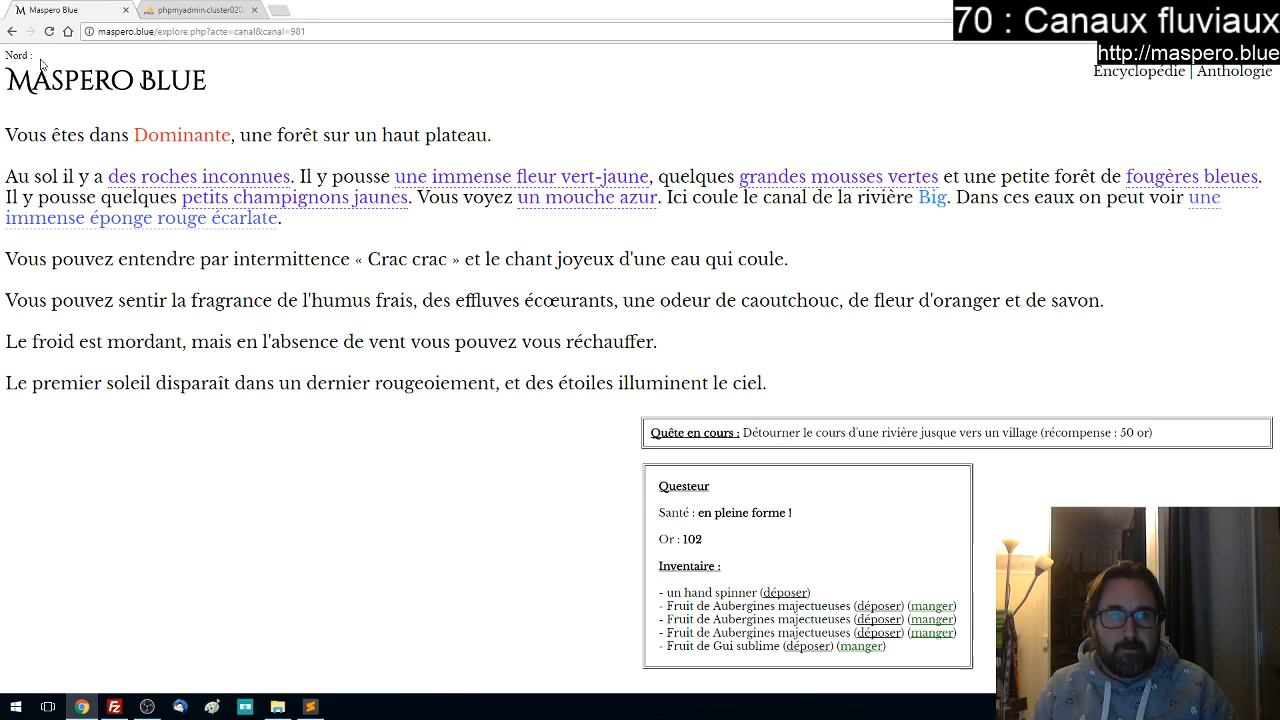 Maspero Blue
phpmyadmin.cluster020
maspero.blue/explore.php?acte=canal&canal=981
70 : Canaux fluviaux
http://maspero.blue
Nord :
Maspero Blue
Encyclopédie | Anthologie
Vous êtes dans Dominante, une forêt sur un haut plateau.
Au sol il y a des roches inconnues. Il y pousse une immense fleur vert-jaune, quelques grandes mousses vertes et une petite forêt de fougères bleues.
Il y pousse quelques petits champignons jaunes. Vous voyez un mouche azur. Ici coule le canal de la rivière Big. Dans ces eaux on peut voir une
immense éponge rouge écarlate.
Vous pouvez entendre par intermittence « Crac crac » et le chant joyeux d'une eau qui coule.
Vous pouvez sentir la fragrance de l'humus frais, des effluves écœurants, une odeur de caoutchouc, de fleur d'oranger et de savon.
Le froid est mordant, mais en l'absence de vent vous pouvez vous réchauffer.
Le premier soleil disparaît dans un dernier rougeoiement, et des étoiles illuminent le ciel.
Quête en cours : Détourner le cours d'une rivière jusque vers un village (récompense : 50 or)
Questeur
Santé : en pleine forme !
Or : 102
Inventaire :
- un hand spinner (déposer)
- Fruit de Aubergines majectueuses (déposer) (manger)
- Fruit de Aubergines majectueuses (déposer) (manger)
- Fruit de Aubergines majectueuses (déposer) (manger)
- Fruit de Gui sublime (déposer) (manger)